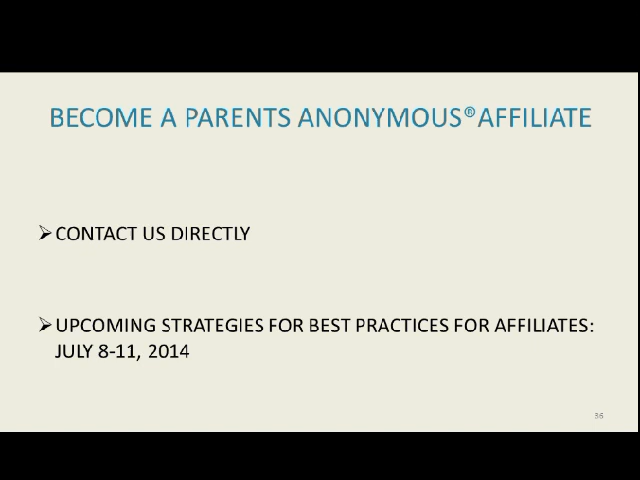 BECOME A PARENTS ANONYMOUS® AFFILIATE
➢CONTACT US DIRECTLY
➢UPCOMING STRATEGIES FOR BEST PRACTICES FOR AFFILIATES:
JULY 8-11, 2014
36